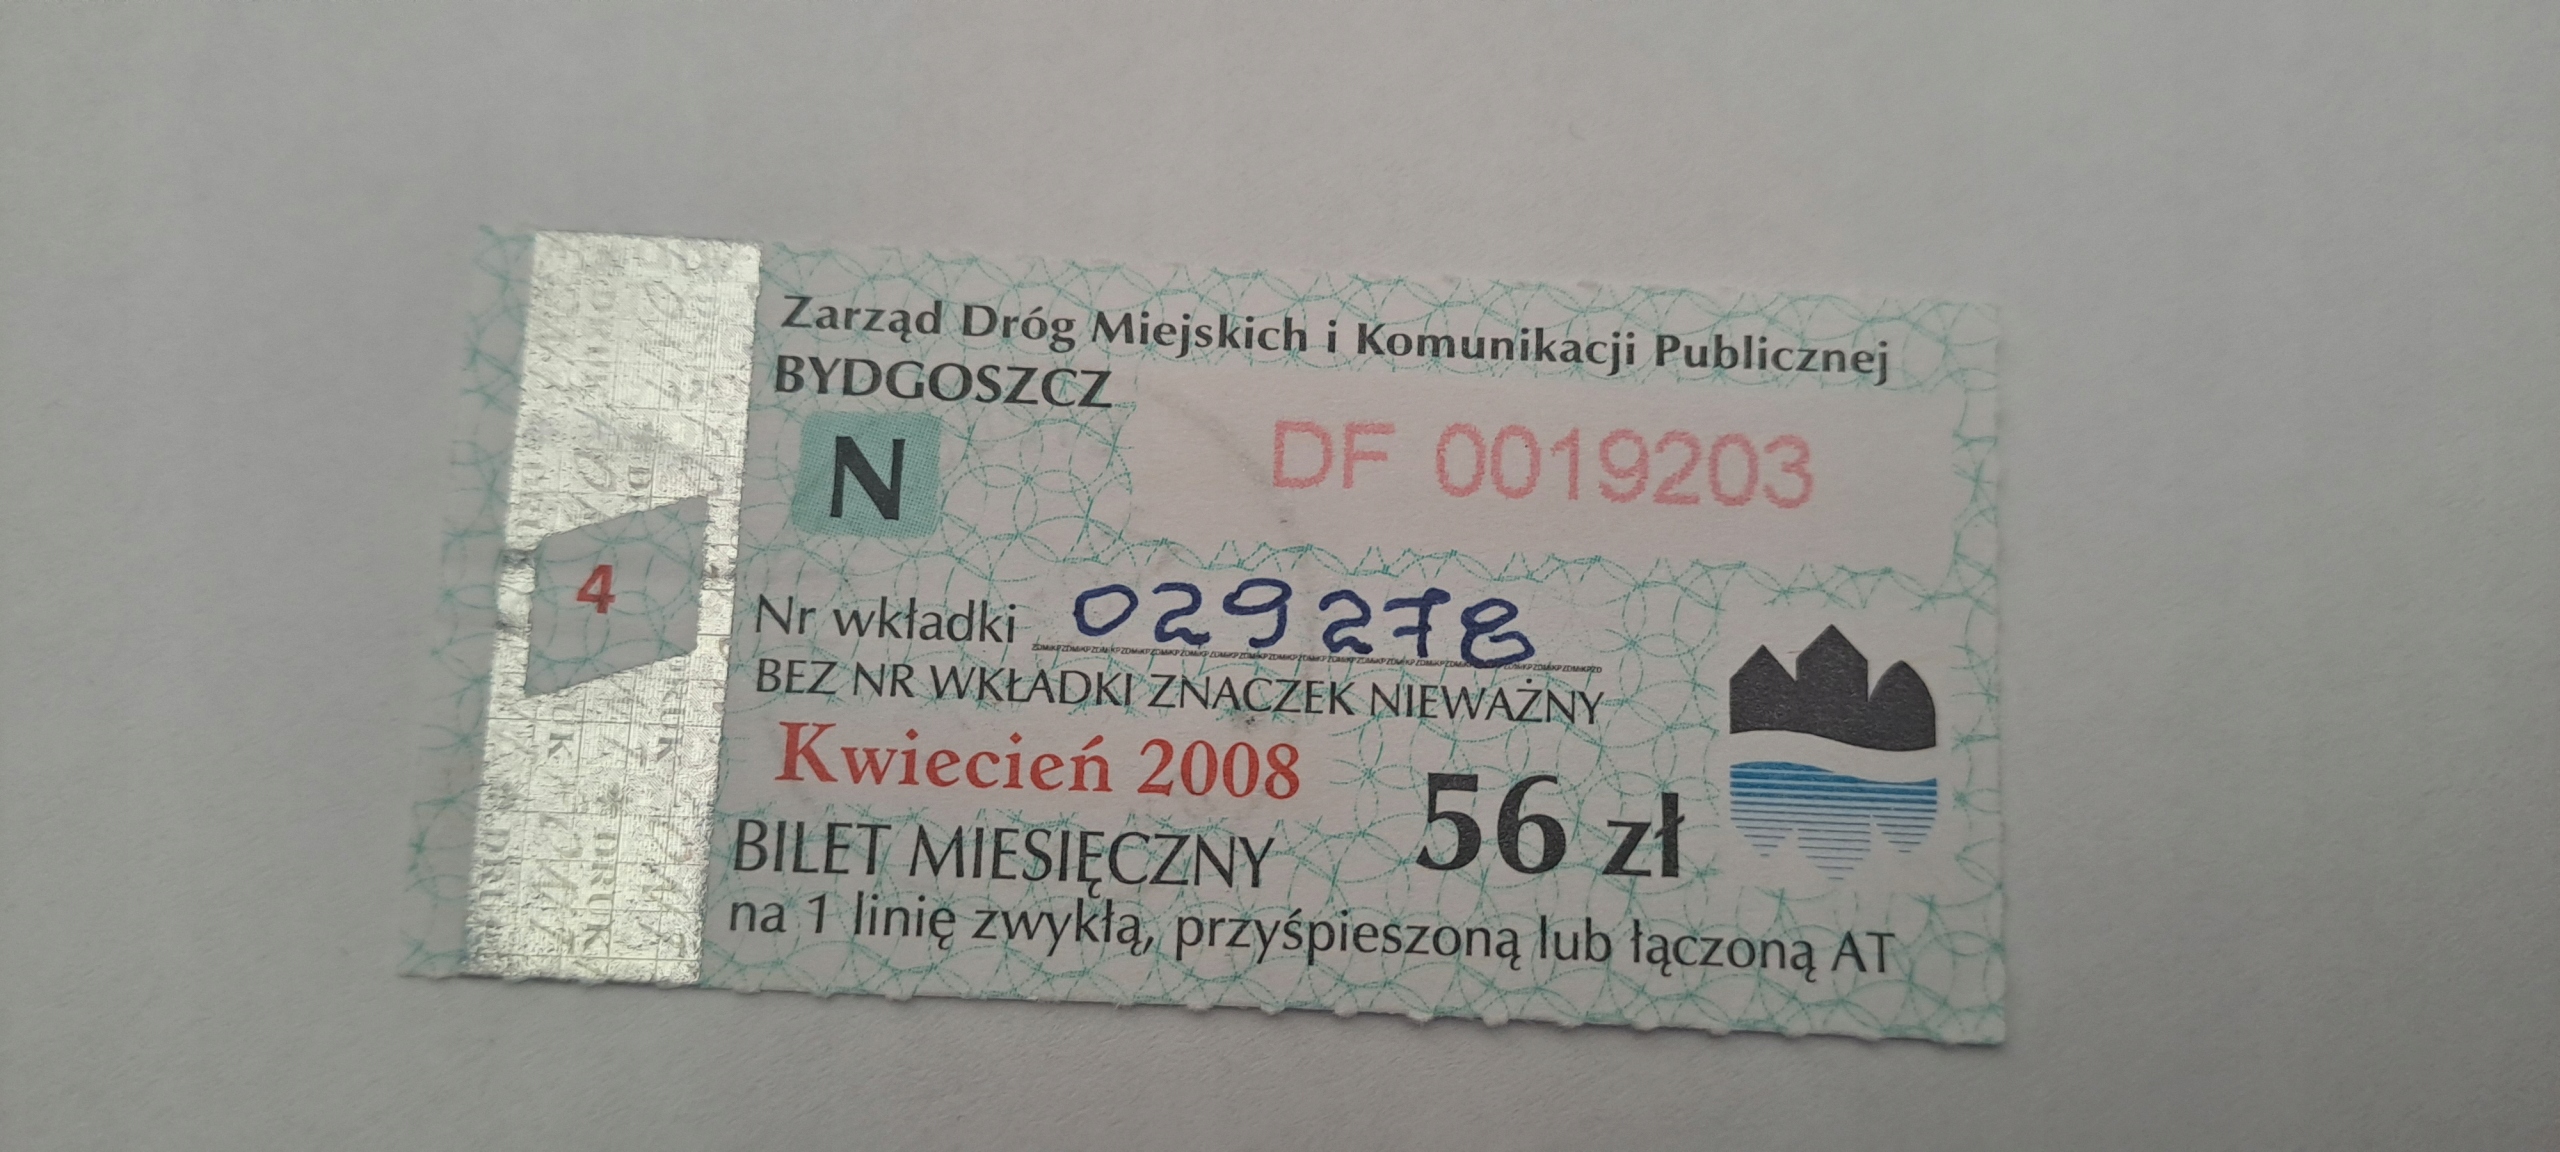 Zarząd Dróg Miejskich i Komunikacji Publicznej
BYDGOSZCZ
N
DF 0019203
4
Nr wkładki 029278
BEZ NR WKŁADKI ZNACZEK NIEWAŻNY
Kwiecień 2008
56 zł
BILET MIESIĘCZNY
na 1 linię zwykłą, przyśpieszoną lub łączoną AT